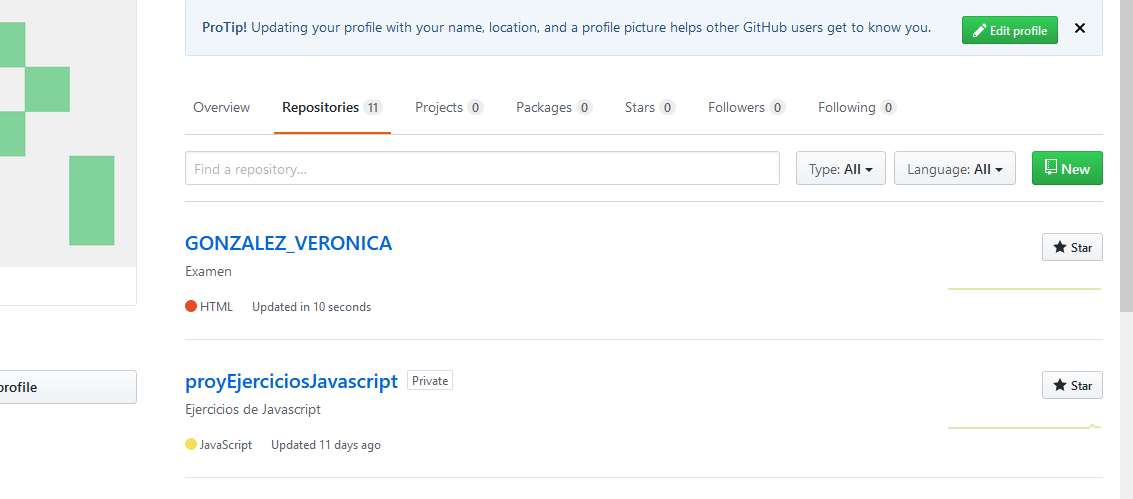 ProTip! Updating your profile with your name, location, and a profile picture helps other GitHub users get to know you.
Edit profile
Overview Repositories 11 Projects 0 Packages 0 Stars 0 Followers 0 Following 0
Find a repository...
Type: All
Language: All
New
GONZALEZ_VERONICA
Star
Examen
HTML Updated in 10 seconds
proyEjerciciosJavascript Private
Star
profile
Ejercicios de Javascript
JavaScript Updated 11 days ago